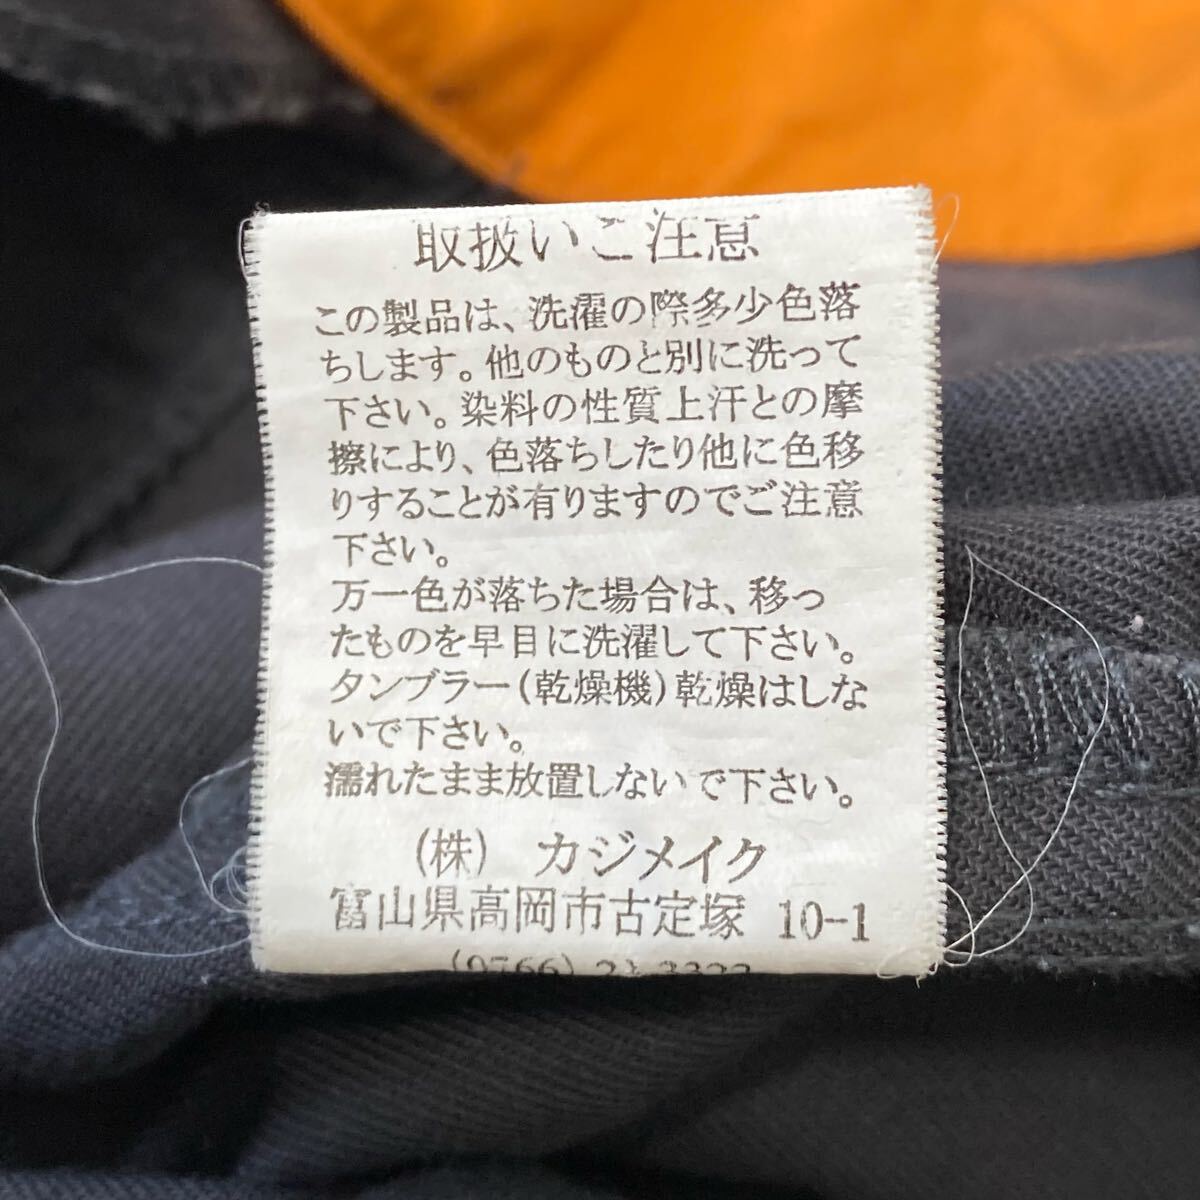 取扱いご注意
この製品は、洗濯の際多少色落
ちします。他のものと別に洗って
下さい。染料の性質上汗との摩
擦により、色落ちしたり他に色移
りすることが有りますのでご注意
下さい。
万一色が落ちた場合は、移っ
たものを早目に洗濯して下さい。
タンブラー(乾燥機)乾燥はしな
いで下さい。
濡れたまま放置しないで下さい。
(株) カジメイク
富山県高岡市古定塚 10-1
(0766)